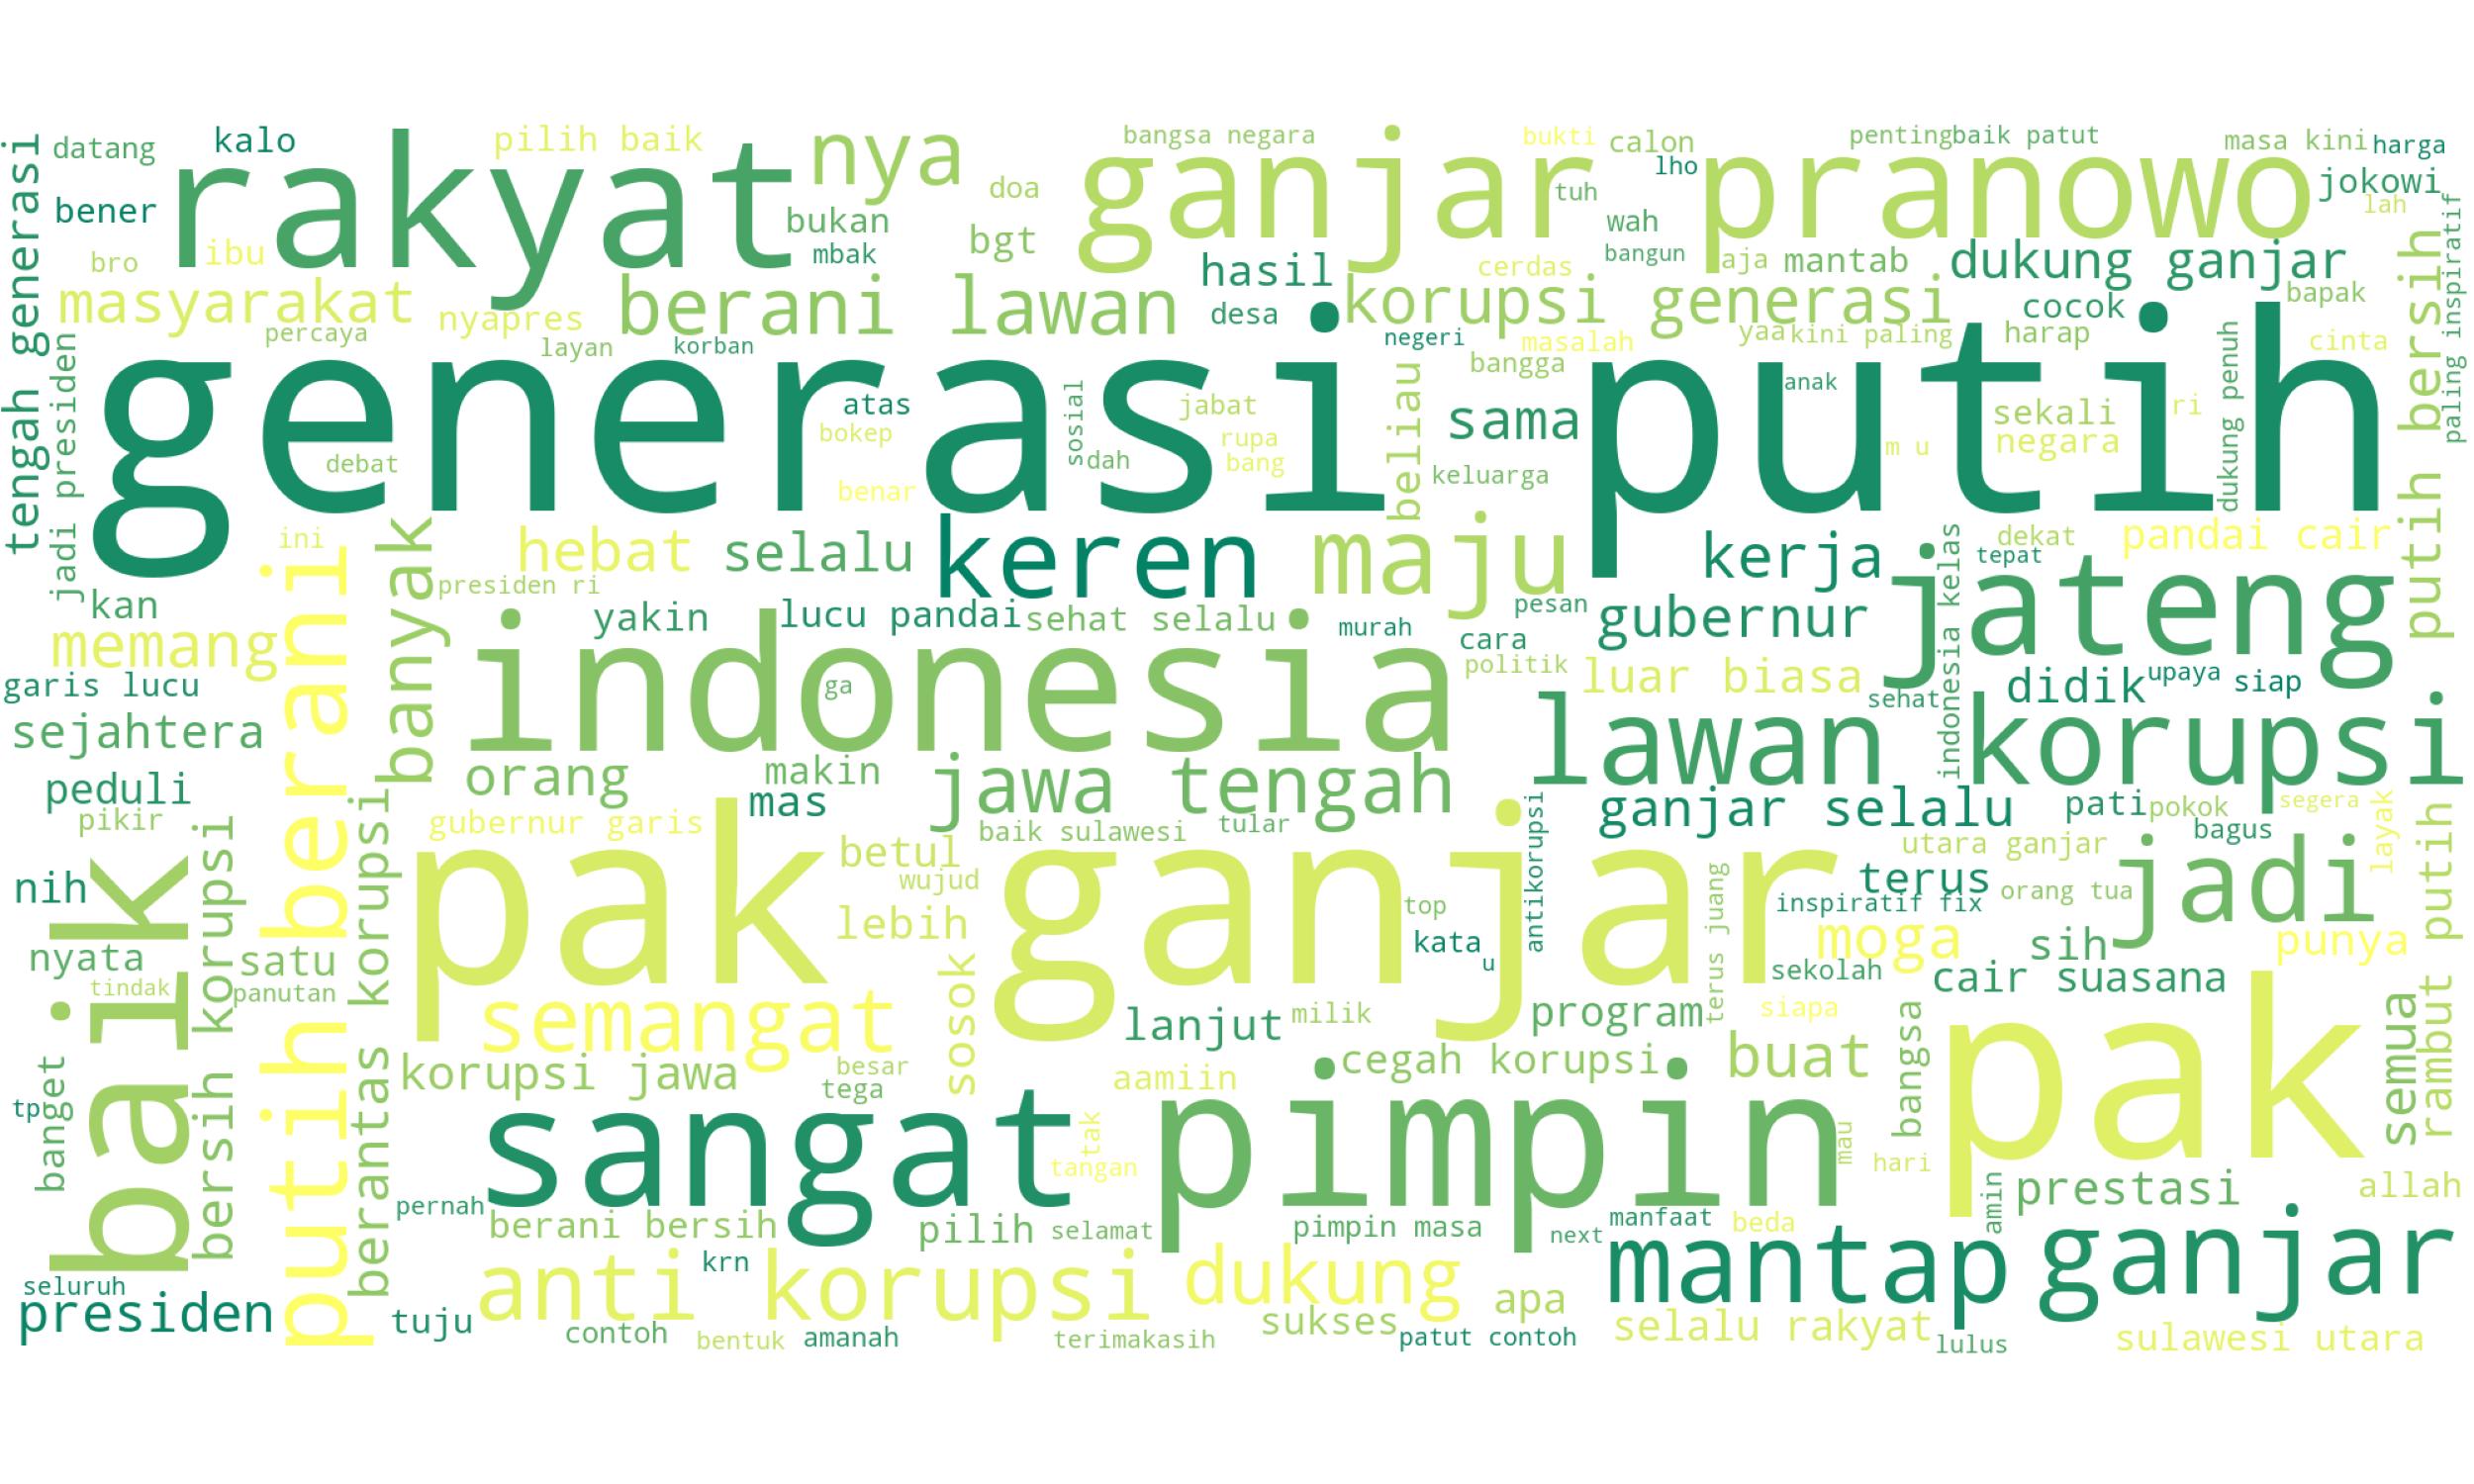 datang
kalo
pilih baik
nya
bangsa negara
bukti
calon
penting
baik patut
masa kini
harga
tengah generasi
rakyat
ganjar pranowo
doa
lho
tuh
jokowi
bener
bukan
bgt
wah
lah
bro
ibu
mbak
hasil
bangun
cerdas
aja
mantab
dukung ganjar
paling inspiratif
putih bersih
masyarakat
nyapres
berani lawan
desa
korupsi generasi
cocok
bapak
percaya
layan
korban
negeri
masalah
yaa
kini paling
harap
cinta
jadi presiden
generasi putih
atas
sosial
jabat
bangga
anak
sekali
ri
dukung penuh
bokep
rupa
beliau
sama
debat
dah
bang
m u
negara
benar
keluarga
ini
hebat
selalu
keren
maju
kerja
dekat
pandai cair
tepat
kan
banyak
presiden ri
yakin
lucu pandai
sehat selalu
pesan
gubernur
jateng
indonesia kelas
memang
putih berani
indonesia
murah
cara
politik
luar biasa
garis lucu
ga
sehat
didik
upaya
siap
sejahtera
lawan korupsi
orang
makin
jawa tengah
peduli
mas
ganjar selalu
pati
pokok
segera
pikir
gubernur garis
baik sulawesi
tular
antikorupsi
bagus
layak
baik
bersih korupsi
berantas korupsi
pak ganjar
betul
utara ganjar
jadi
rambut putih
nih
wujud
terus
orang tua
lebih
top
terus juang
inspiratif fix
nyata
satu
kata
moga
sih
punya
tindak
panutan
sosok
u
sekolah
cair suasana
semangat
lanjut
milik
program
siapa
bangsa
pak
semua
banget
korupsi jawa
besar
aamiin
cegah korupsi
buat
tp
tega
sangat
pimpin
tak
tangan
mau
hari
pernah
amin
prestasi
allah
berani bersih
pilih
selamat
pimpin masa
next
manfaat
beda
mantap
ganjar
seluruh
krn
presiden
anti korupsi
dukung
apa
tuju
contoh
bentuk
amanah
terimakasih
sukses
patut contoh
selalu rakyat
lulus
sulawesi utara